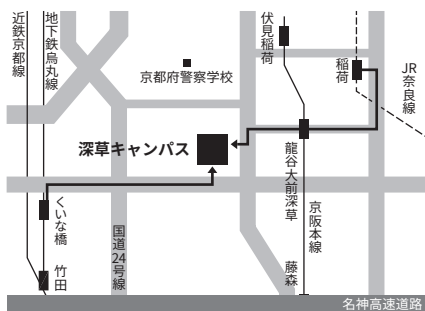 近鉄京都線
地下鉄烏丸線
伏見稲荷
稲荷
JR
奈良線
京都府警察学校
深草キャンパス
龍谷大前深草
くいな橋
国道24号線
京阪本線
竹田
藤森
名神高速道路